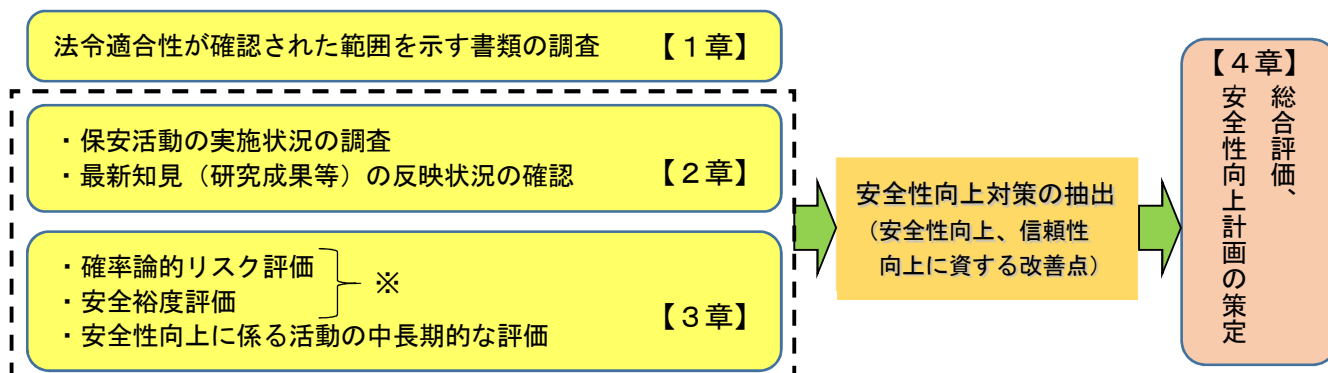 法令適合性が確認された範囲を示す書類の調査 【１章】
・保安活動の実施状況の調査
・最新知見（研究成果等）の反映状況の確認 【２章】
・確率論的リスク評価
・安全裕度評価
※
・安全性向上に係る活動の中長期的な評価 【３章】
安全性向上対策の抽出
（安全性向上、信頼性
向上に資する改善点）
【４章】
総合評価、
安全性向上計画の策定